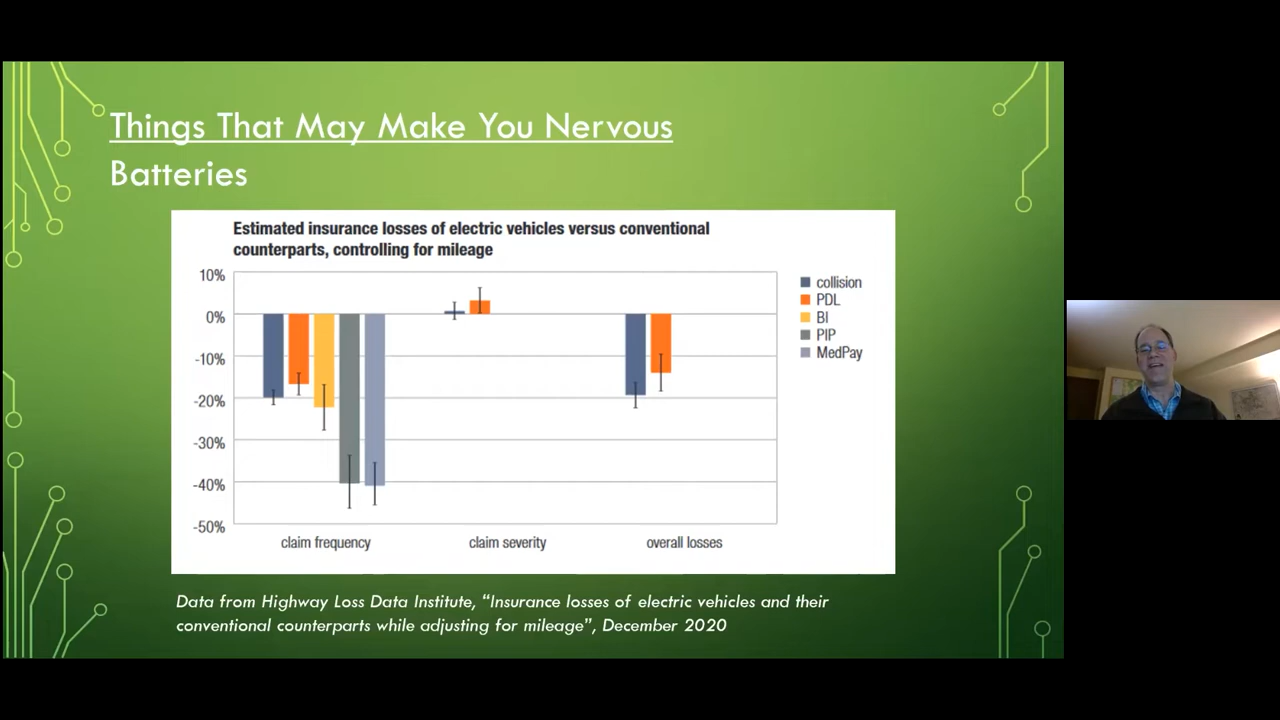 Things That May Make You Nervous
Batteries
Estimated insurance losses of electric vehicles versus conventional
counterparts, controlling for mileage
10%
0%
-10%
-20%
-30%
-40%
-50%
claim frequency
claim severity
overall losses
collision
PDL
BI
PIP
MedPay
Data from Highway Loss Data Institute, “Insurance losses of electric vehicles and their
conventional counterparts while adjusting for mileage”, December 2020